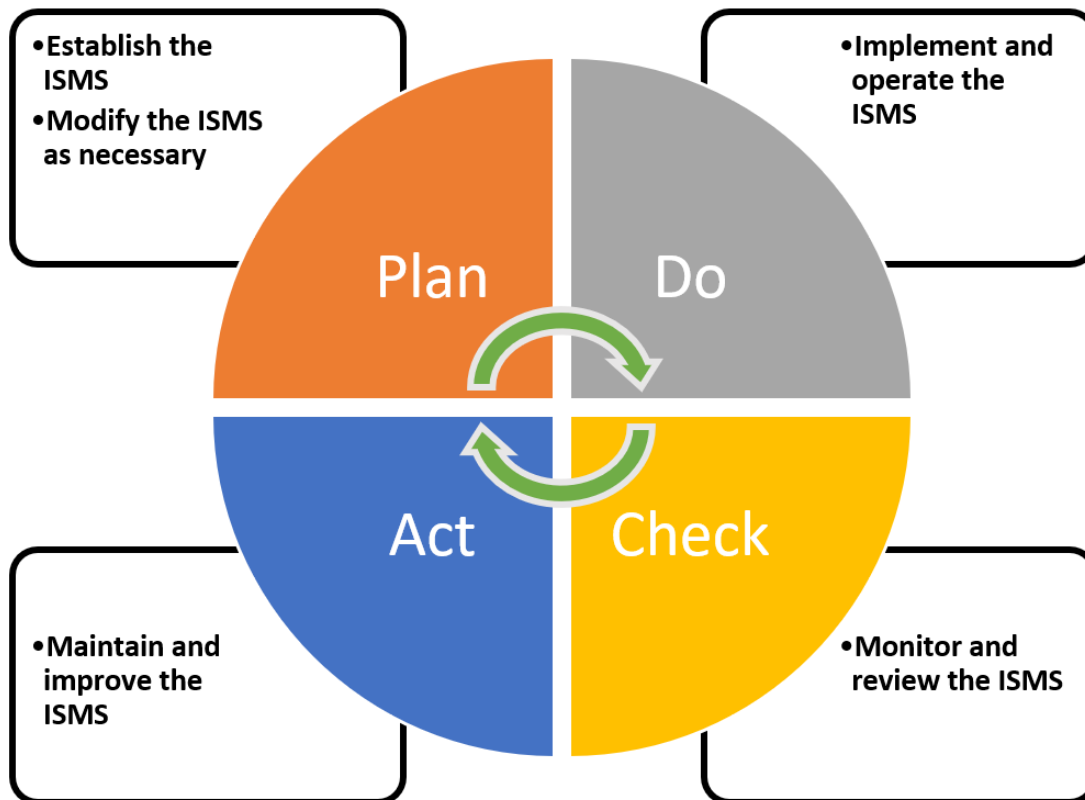 •Establish the
ISMS
•Modify the ISMS
as necessary
•Implement and
operate the
ISMS
Plan
Do
Act
Check
•Maintain and
improve the
ISMS
•Monitor and
review the ISMS